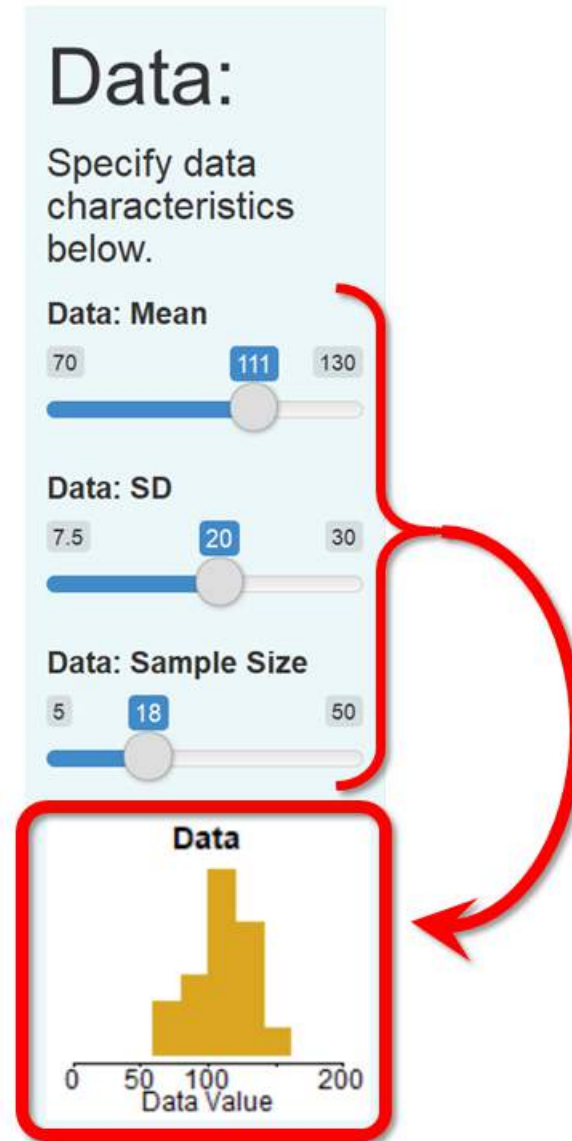 Data:
Specify data
characteristics
below.
Data: Mean
70 111 130
Data: SD
7.5 20 30
Data: Sample Size
5 18 50
Data
0 50 100 200
Data Value